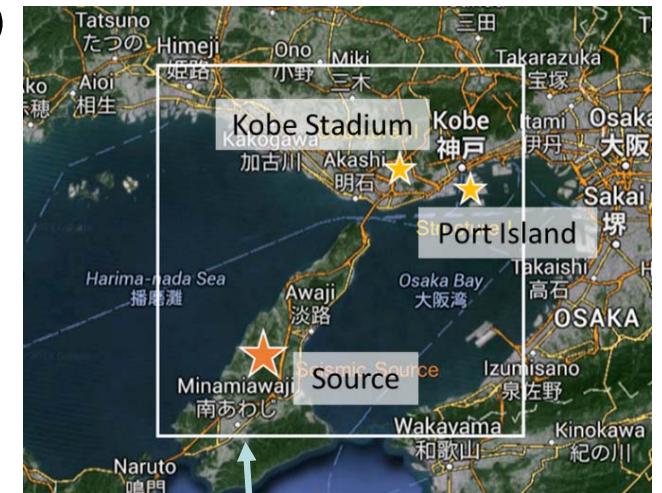 )
Tatsuno
たつの
Himeji
姫路
Ono
小野
Miki
三木
三田
Takarazuka
宝塚
Aioi
相生
Kobe Stadium
Kobe
神戸
Itami
伊丹
Osaka
大阪
Kakogawa
加古川
Akashi
明石
Sakai
堺
Port Island
Harima-nada Sea
播磨灘
Awaji
淡路
Osaka Bay
大阪湾
Takaishi
高石
OSAKA
Seismic Source
Source
Minamiawaji
南あわじ
Izumisano
泉佐野
Wakayama
和歌山
Kinokawa
紀の川
Naruto
鳴門